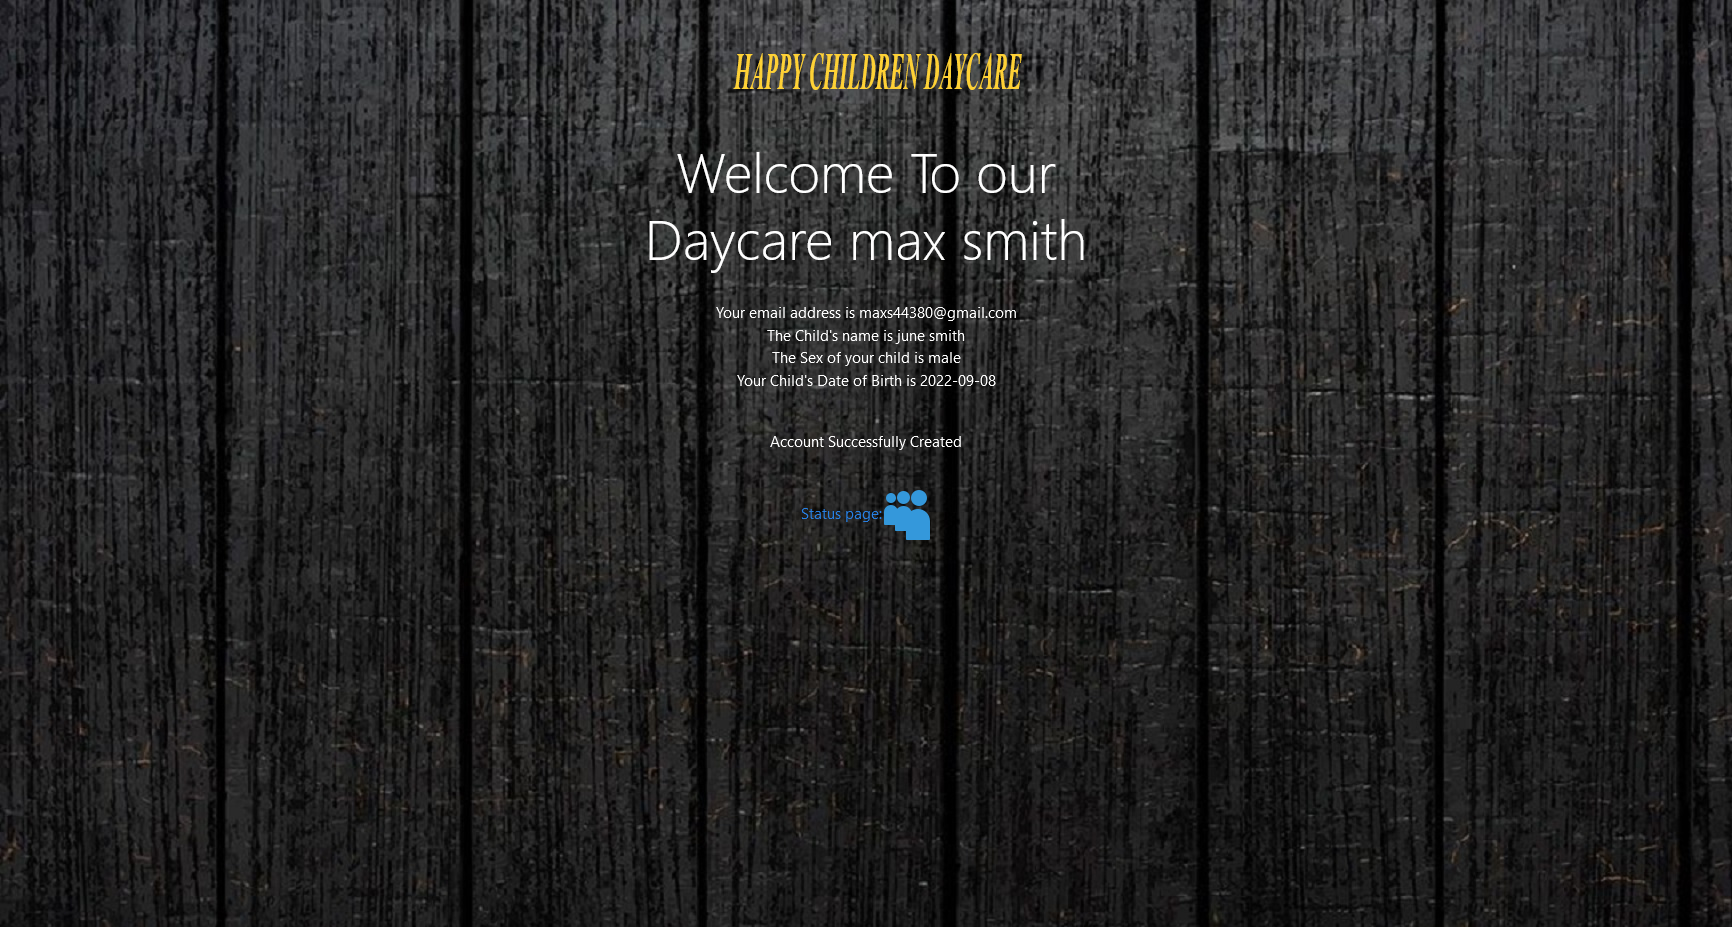 HAPPY CHILDREN DAYCARE
Welcome To our
Daycare max smith
Your email address is maxs44380@gmail.com
The Child's name is june smith
The Sex of your child is male
Your Child's Date of Birth is 2022-09-08
Account Successfully Created
Status page: